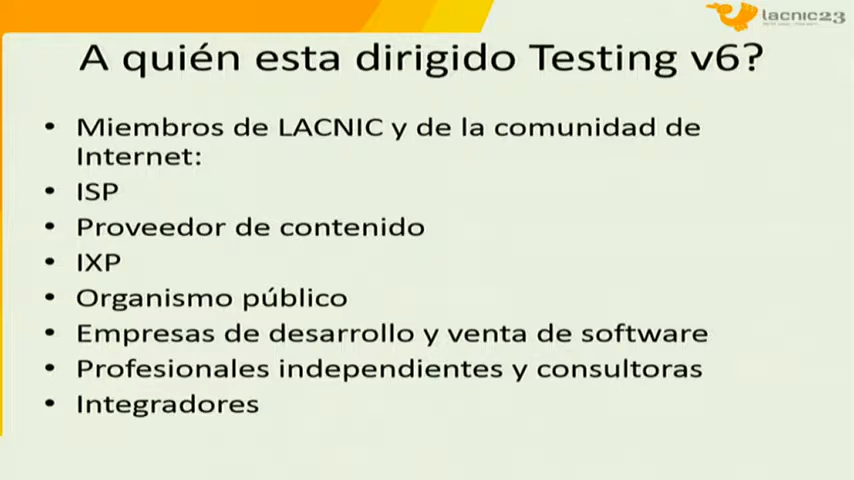 lacnic23
A quién esta dirigido Testing v6?
• Miembros de LACNIC y de la comunidad de
Internet:
• ISP
• Proveedor de contenido
• IXP
• Organismo público
• Empresas de desarrollo y venta de software
• Profesionales independientes y consultoras
• Integradores